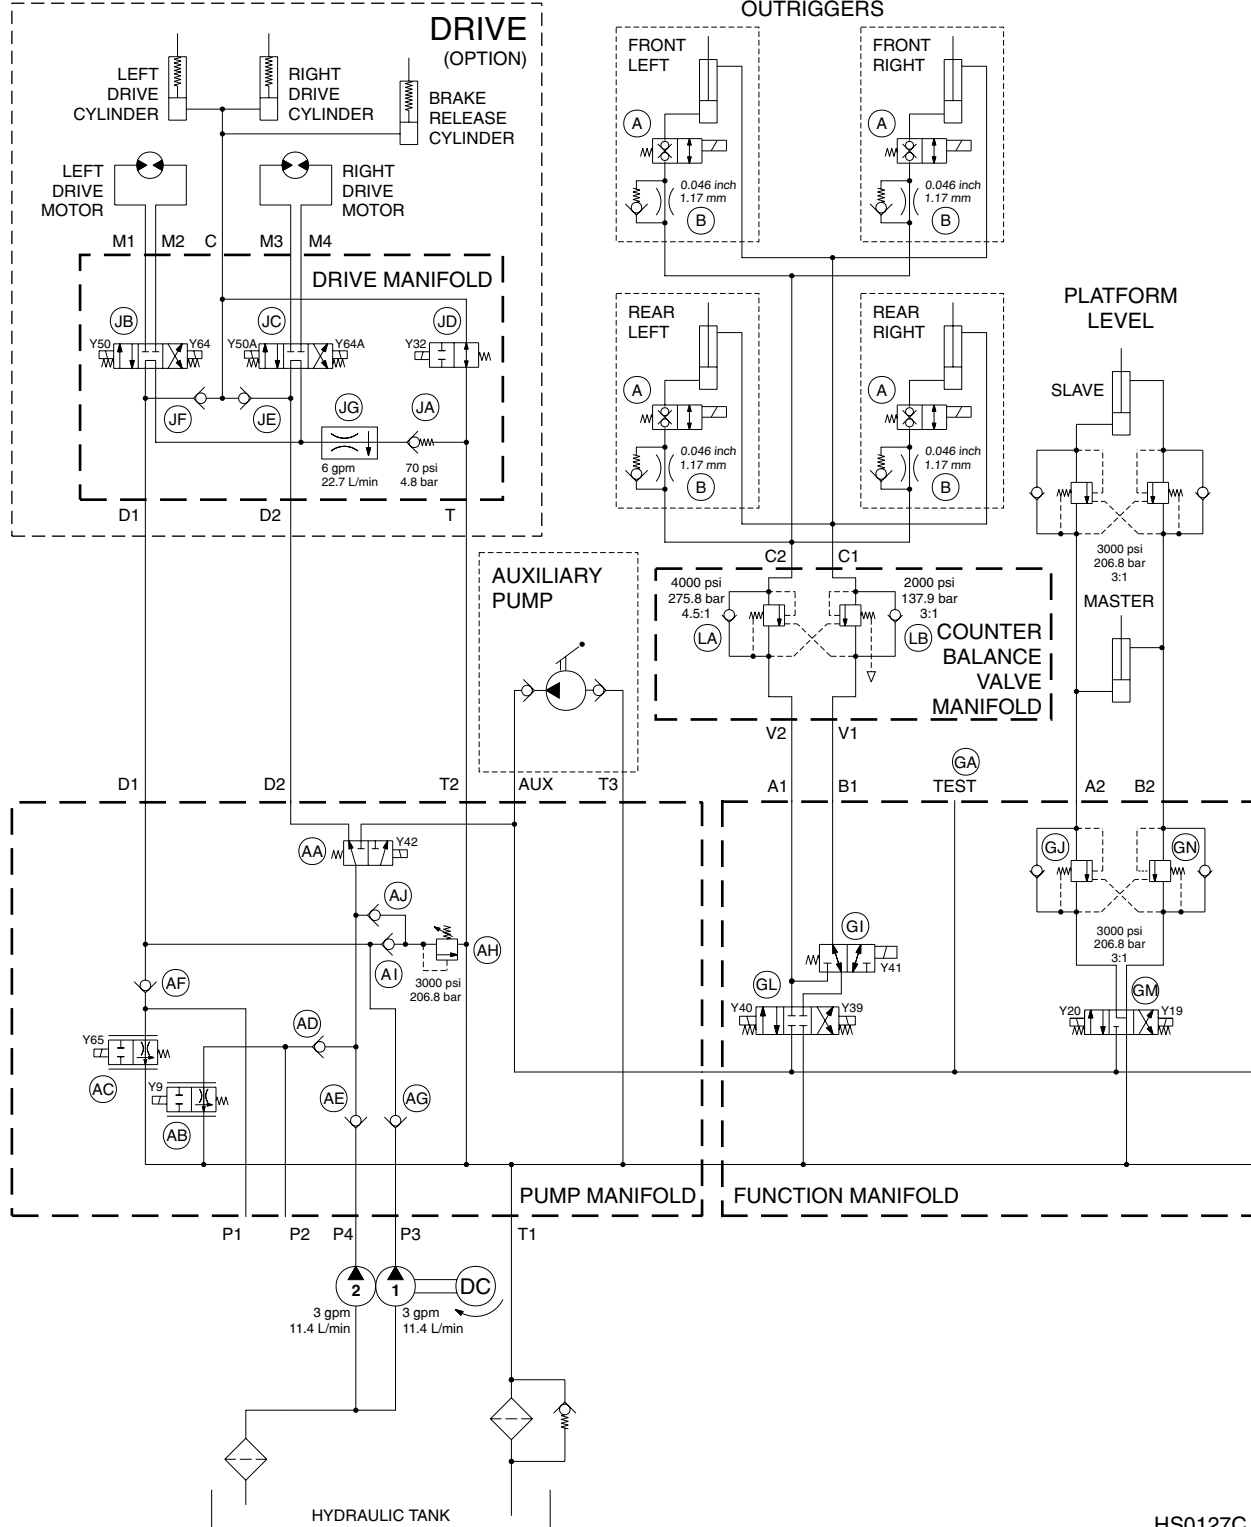 OUTRIGGERS
DRIVE
(OPTION)
LEFT
DRIVE
CYLINDER
RIGHT
DRIVE
CYLINDER
BRAKE
RELEASE
CYLINDER
LEFT
DRIVE
MOTOR
RIGHT
DRIVE
MOTOR
M1
M2
C
M3
M4
DRIVE MANIFOLD
JB
JC
JD
Y50
Y64
Y50A
Y64A
Y32
JF
JE
JG
JA
6 gpm
22.7 L/min
70 psi
4.8 bar
D1
D2
T
FRONT
LEFT
A
0.046 inch
1.17 mm
B
FRONT
RIGHT
A
0.046 inch
1.17 mm
B
REAR
LEFT
A
0.046 inch
1.17 mm
B
REAR
RIGHT
A
0.046 inch
1.17 mm
B
PLATFORM
LEVEL
SLAVE
3000 psi
206.8 bar
3:1
MASTER
C2
C1
4000 psi
275.8 bar
4.5:1
LA
2000 psi
137.9 bar
3:1
LB
COUNTER
BALANCE
VALVE
MANIFOLD
V2
V1
AUXILIARY
PUMP
D1
D2
T2
AUX
T3
A1
B1
GA
TEST
A2
B2
AA
Y42
AJ
AI
AH
3000 psi
206.8 bar
AF
AD
Y65
AC
Y9
AB
AE
AG
PUMP MANIFOLD
GI
Y41
GL
Y40
Y39
GJ
GN
3000 psi
206.8 bar
3:1
GM
Y20
Y19
FUNCTION MANIFOLD
P1
P2
P4
P3
T1
2
1
DC
3 gpm
11.4 L/min
3 gpm
11.4 L/min
HYDRAULIC TANK
HS0127C